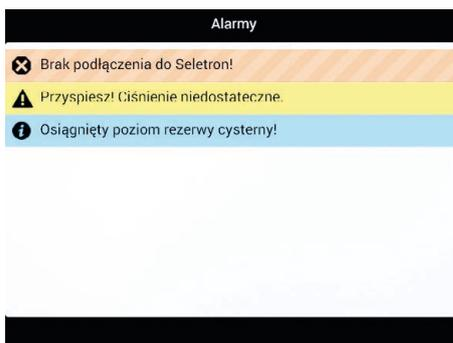 Alarmy
Brak podłączenia do Seletron!
Przyspiesz! Ciśnienie niedostateczne.
Osiągnięty poziom rezerwy cysterny!